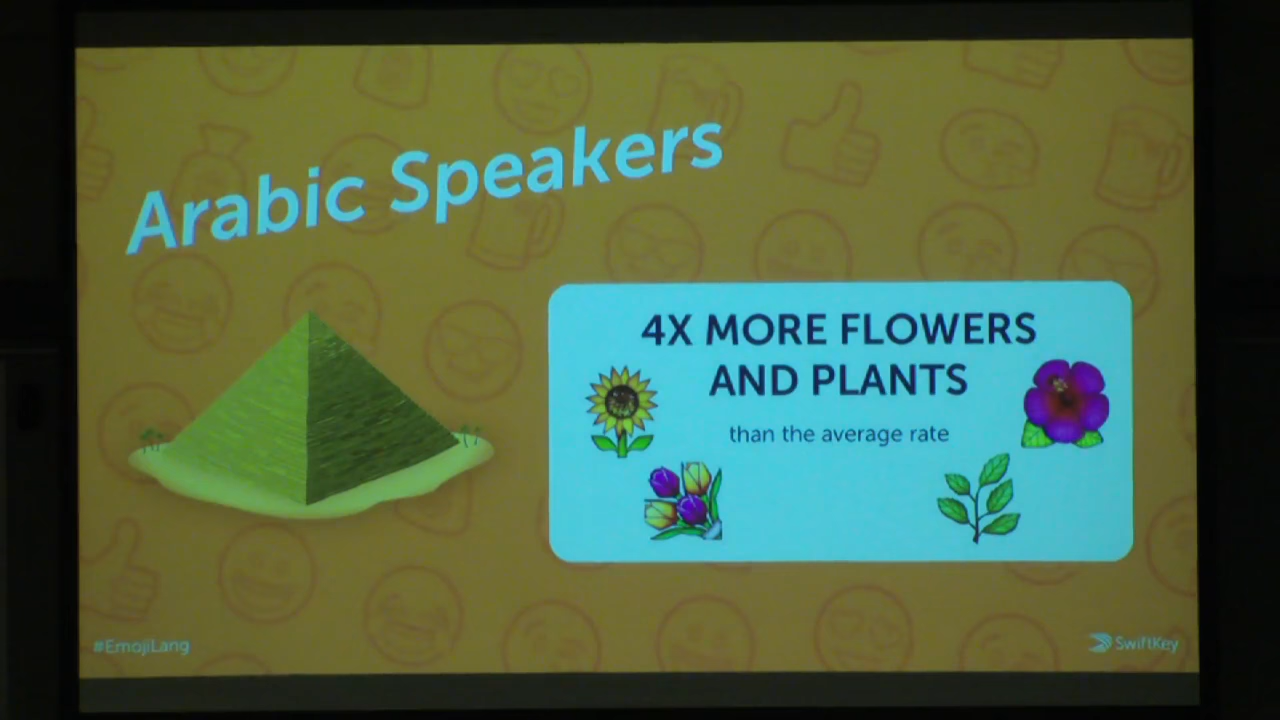 Arabic Speakers
4X MORE FLOWERS
AND PLANTS
than the average rate
#EmojiLang
SwiftKey